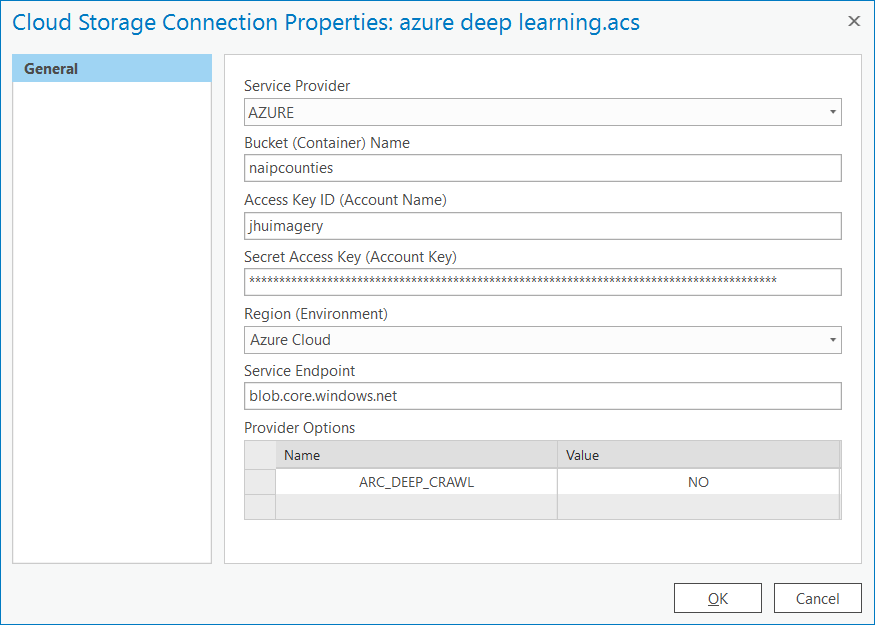 Cloud Storage Connection Properties: azure deep learning.acs
General
Service Provider
AZURE
Bucket (Container) Name
naipcounties
Access Key ID (Account Name)
jhuimagery
Secret Access Key (Account Key)
****************************************************************************************
Region (Environment)
Azure Cloud
Service Endpoint
blob.core.windows.net
Provider Options
Name Value
ARC_DEEP_CRAWL NO
OK Cancel